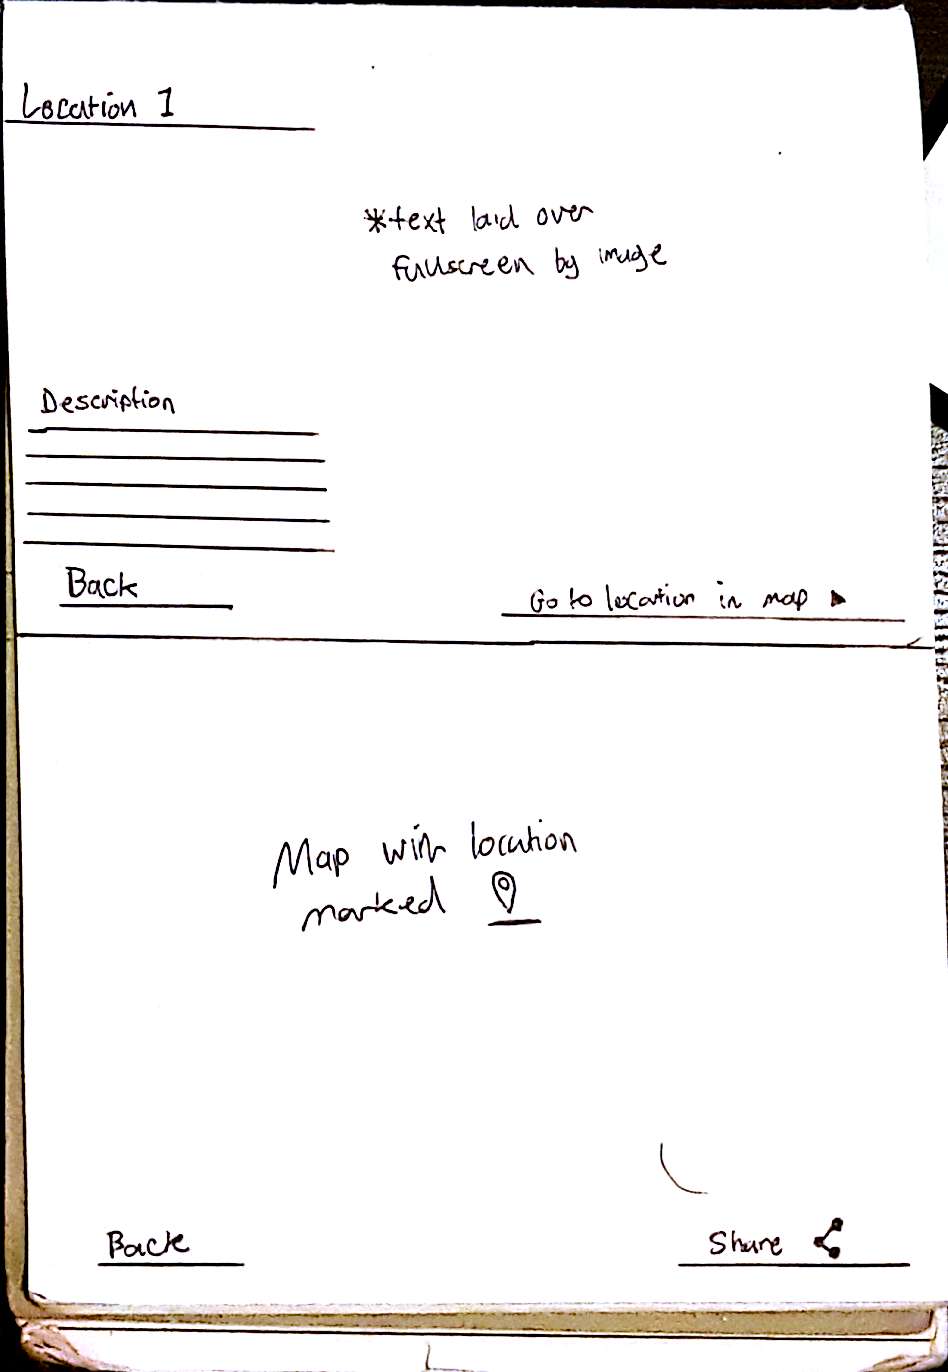 Location 1
*text laid over
fullscreen by image
Description
Back
Go to location in map
Map with location
marked
Back
Share